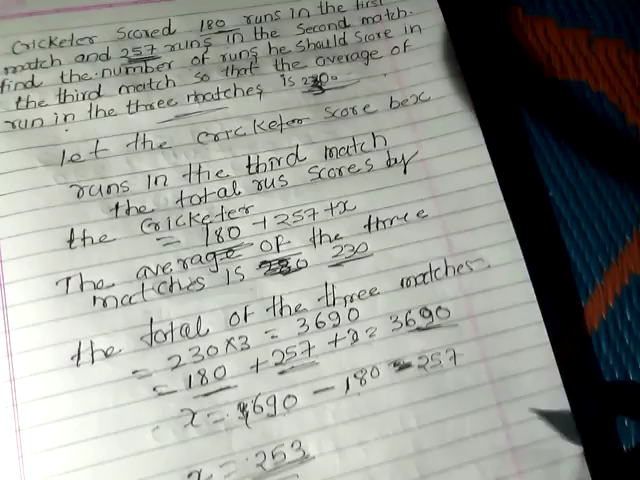 Cricketer Scored 180 runs in the first
match and 257 runs in the Second match.
find the number of runs he should score in
the third match so that the average of
run in the three matches is 230.
let the cricketer score be x
runs in the third match
the total rus scores by
the Cricketer
= 180 + 257 + x
The average of the three
matches is 230
the total of the three matches.
= 230 × 3 = 3690
= 180 + 257 + x = 3690
x = 690 - 180 - 257
x = 253